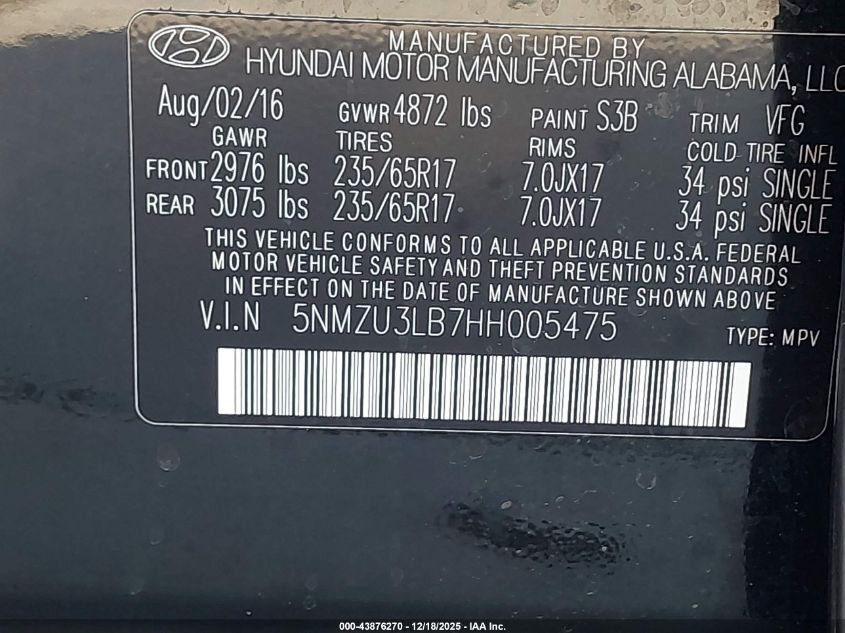 MANUFACTURED BY
HYUNDAI MOTOR MANUFACTURING ALABAMA, LLC
Aug/02/16 GVWR 4872 lbs PAINT S3B TRIM VFG
GAWR TIRES RIMS COLD TIRE INFL
FRONT 2976 lbs 235/65R17 7.0JX17 34 psi SINGLE
REAR 3075 lbs 235/65R17 7.0JX17 34 psi SINGLE
THIS VEHICLE CONFORMS TO ALL APPLICABLE U.S.A. FEDERAL
MOTOR VEHICLE SAFETY AND THEFT PREVENTION STANDARDS
IN EFFECT ON THE DATE OF MANUFACTURE SHOWN ABOVE
V.I.N 5NMZU3LB7HH005475 TYPE: MPV
000-43876270 - 12/18/2025 - IAA Inc.